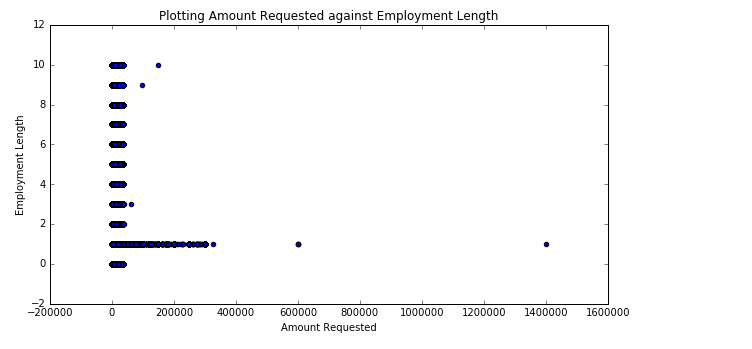 Plotting Amount Requested against Employment Length
12
10
8
6
4
2
0
−2
Employment Length
−200000 0 200000 400000 600000 800000 1000000 1200000 1400000 1600000
Amount Requested